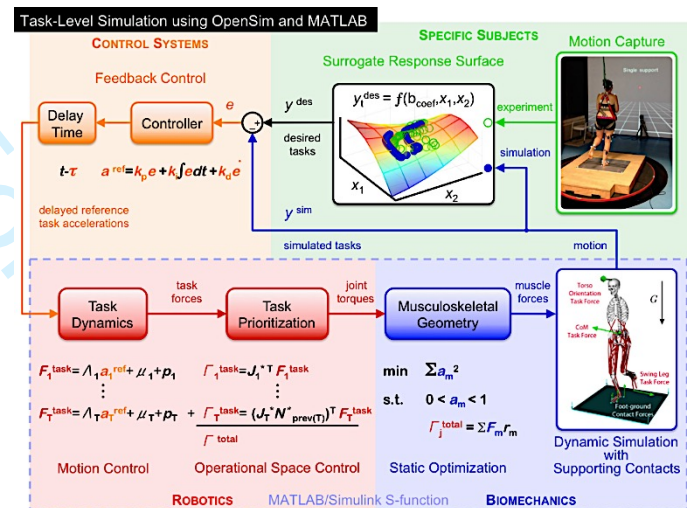 Task-Level Simulation using OpenSim and MATLAB
CONTROL SYSTEMS
SPECIFIC SUBJECTS
Feedback Control
Surrogate Response Surface
Motion Capture
Delay Time
Controller
e
y^des
desired tasks
y_t^des = f(b_coef, x_1, x_2)
x_1
x_2
experiment
simulation
Single support
t-τ
a^ref = k_p e + k_i∫edt + k_d ė
delayed reference
task accelerations
y^sim
simulated tasks
motion
Task Dynamics
task forces
Task Prioritization
joint torques
Musculoskeletal Geometry
muscle forces
Torso Orientation Task Force
G
CoM Task Force
Swing Leg Task Force
Foot-ground Contact Forces
F_1^task = Λ_1 a_1^ref + μ_1 + p_1
⋮
F_T^task = Λ_T a_T^ref + μ_T + p_T
Γ_1^task = J_1^*T F_1^task
⋮
+ Γ_T^task = (J_T^* N^*_prev(T))^T F_T^task
Γ^total
min Σa_m^2
s.t. 0 < a_m < 1
Γ_j^total = ΣF_m r_m
Motion Control
Operational Space Control
Static Optimization
Dynamic Simulation with Supporting Contacts
ROBOTICS
MATLAB/Simulink S-function
BIOMECHANICS